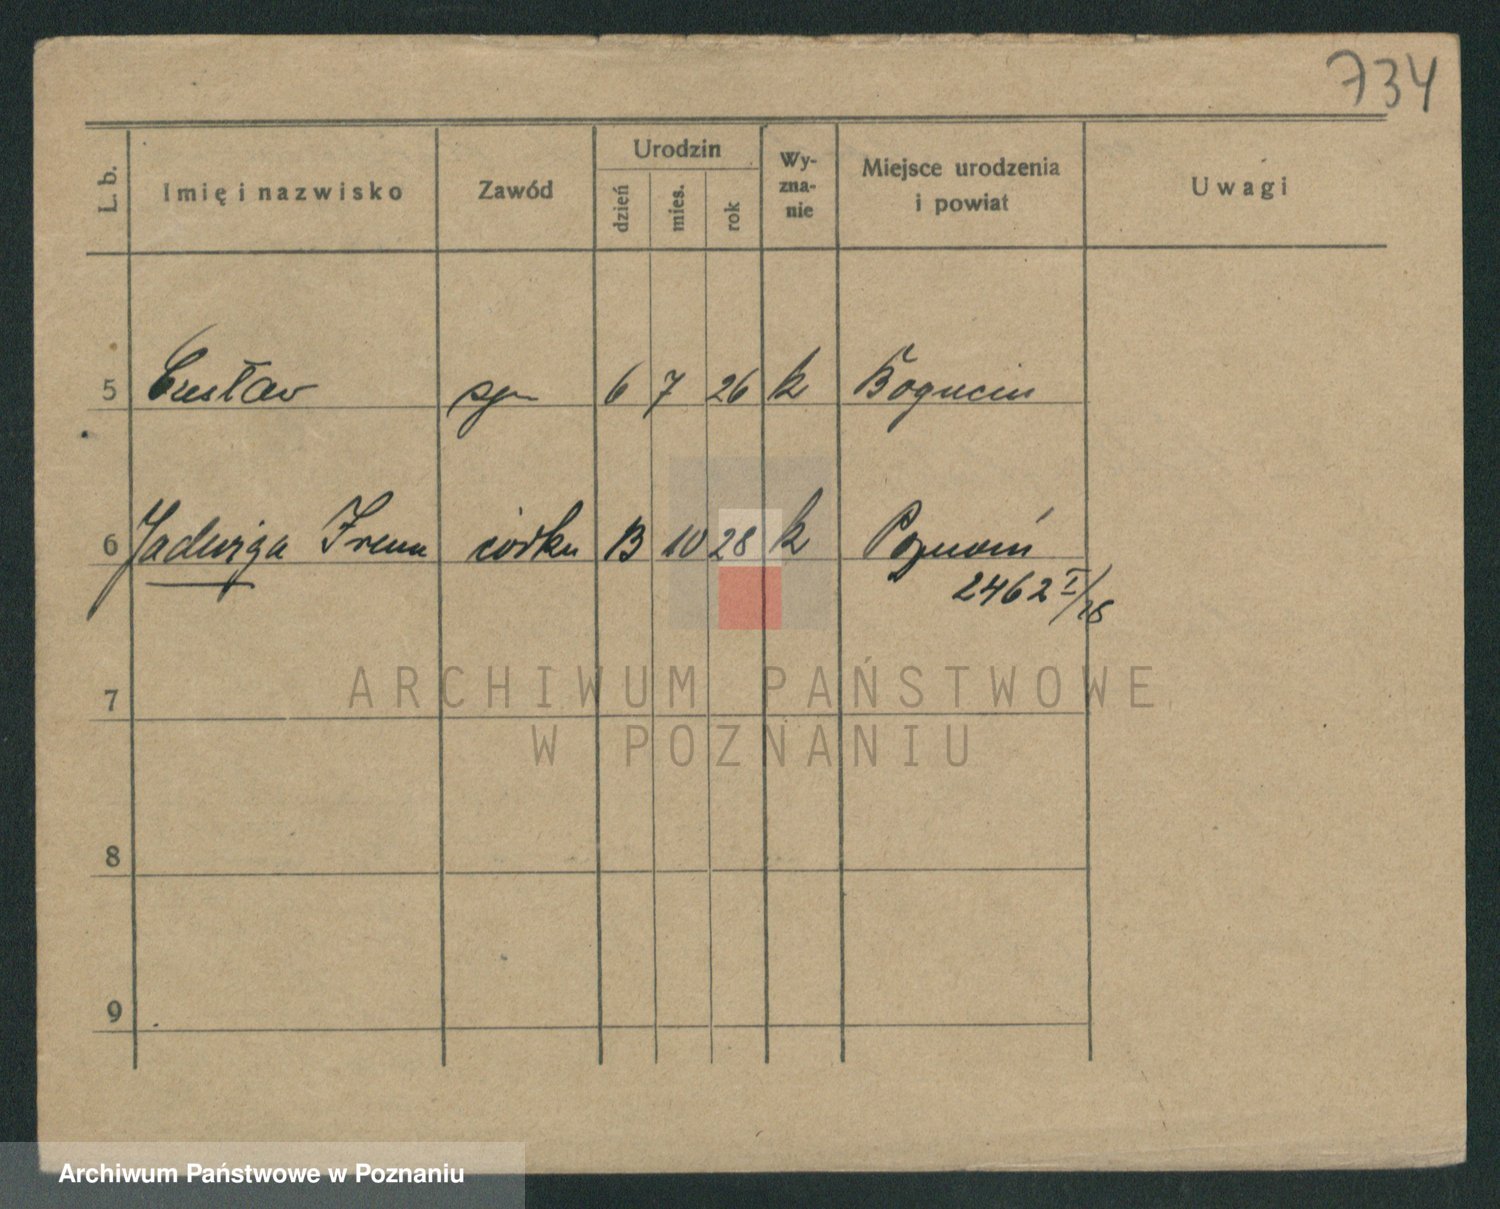 734
L. b.
Imię i nazwisko
Zawód
Urodzin
dzień
mies.
rok
Wy-
zna-
nie
Miejsce urodzenia
i powiat
Uwagi
5 Czesław syn 6 7 26 k Bogucin
6 Jadwiga Irena córka 13 10 28 k Poznań
2462 I/28
7
8
9
ARCHIWUM PAŃSTWOWE
W POZNANIU
Archiwum Państwowe w Poznaniu